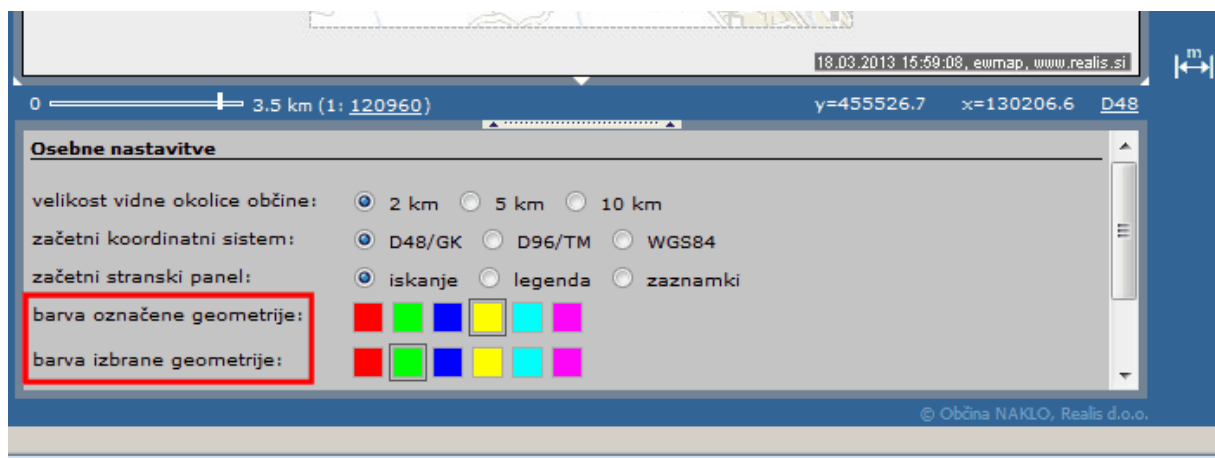 18.03.2013 15:59:08, ewmap, www.realis.si
m
0 3.5 km (1: 120960) y=455526.7 x=130206.6 D48
Osebne nastavitve
velikost vidne okolice občine: 2 km 5 km 10 km
začetni koordinatni sistem: D48/GK D96/TM WGS84
začetni stranski panel: iskanje legenda zaznamki
barva označene geometrije:
barva izbrane geometrije:
© Občina NAKLO, Realis d.o.o.